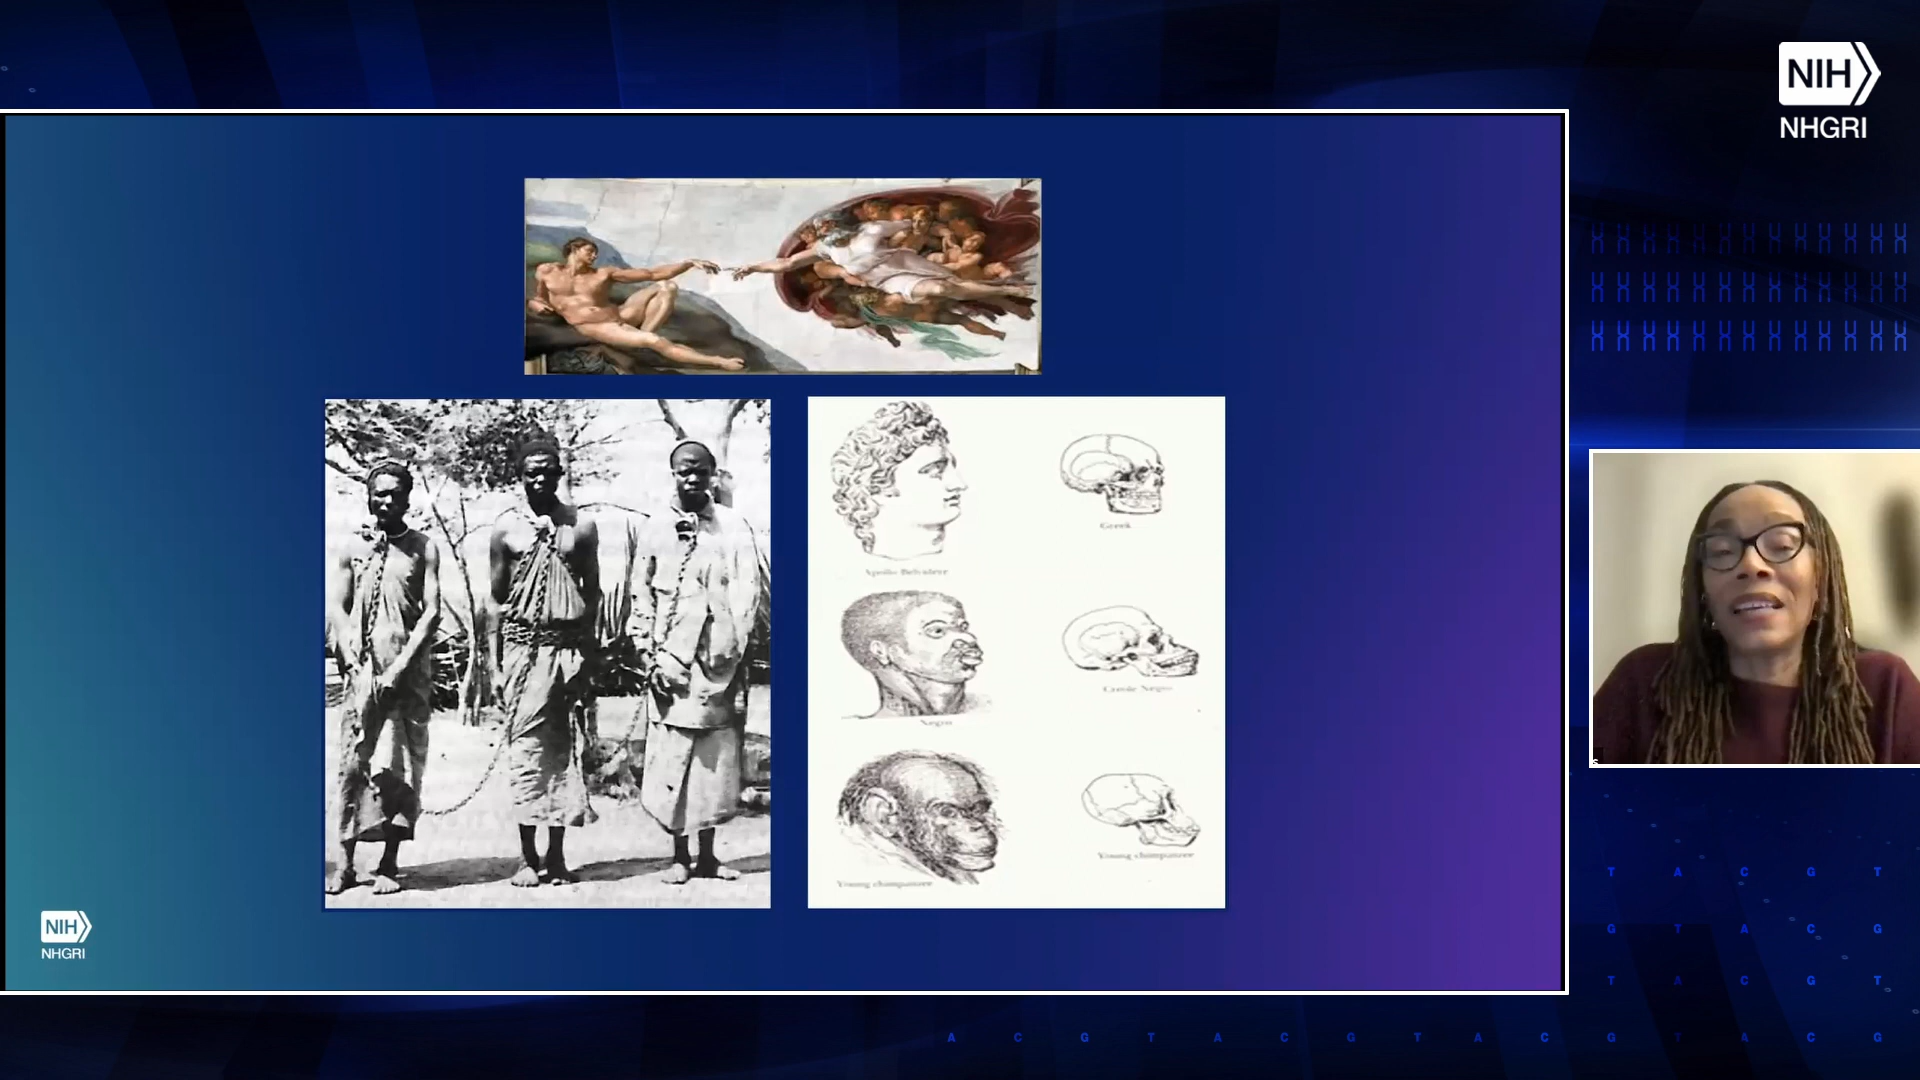 NIH
NHGRI
Apollo Belvidere
Greek
Negro
Creole Negro
Young chimpanzee
Young chimpanzee
NIH
NHGRI
T A C G T
G T A C G
T A C G T
A C G T A C G T A C G T A C G